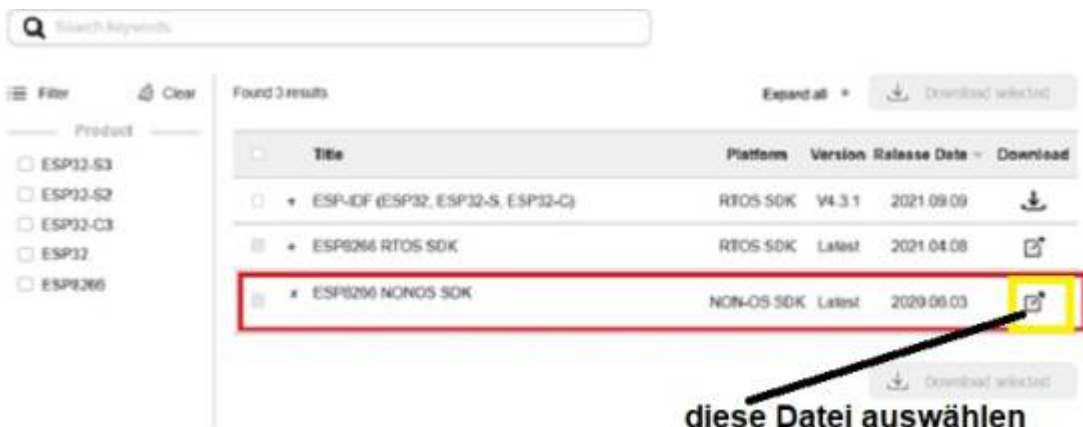 Search keywords
Filter Clear
Product
ESP32-S3
ESP32-S2
ESP32-C3
ESP32
ESP8266
Found 3 results
Expand all
Download selected
Title Platform Version Release Date Download
+ ESP-IDF (ESP32, ESP32-S, ESP32-C) RTOS SDK V4.3.1 2021.09.09
+ ESP8266 RTOS SDK RTOS SDK Latest 2021.04.08
ESP8266 NONOS SDK NON-OS SDK Latest 2020.06.03
Download selected
diese Datei auswählen